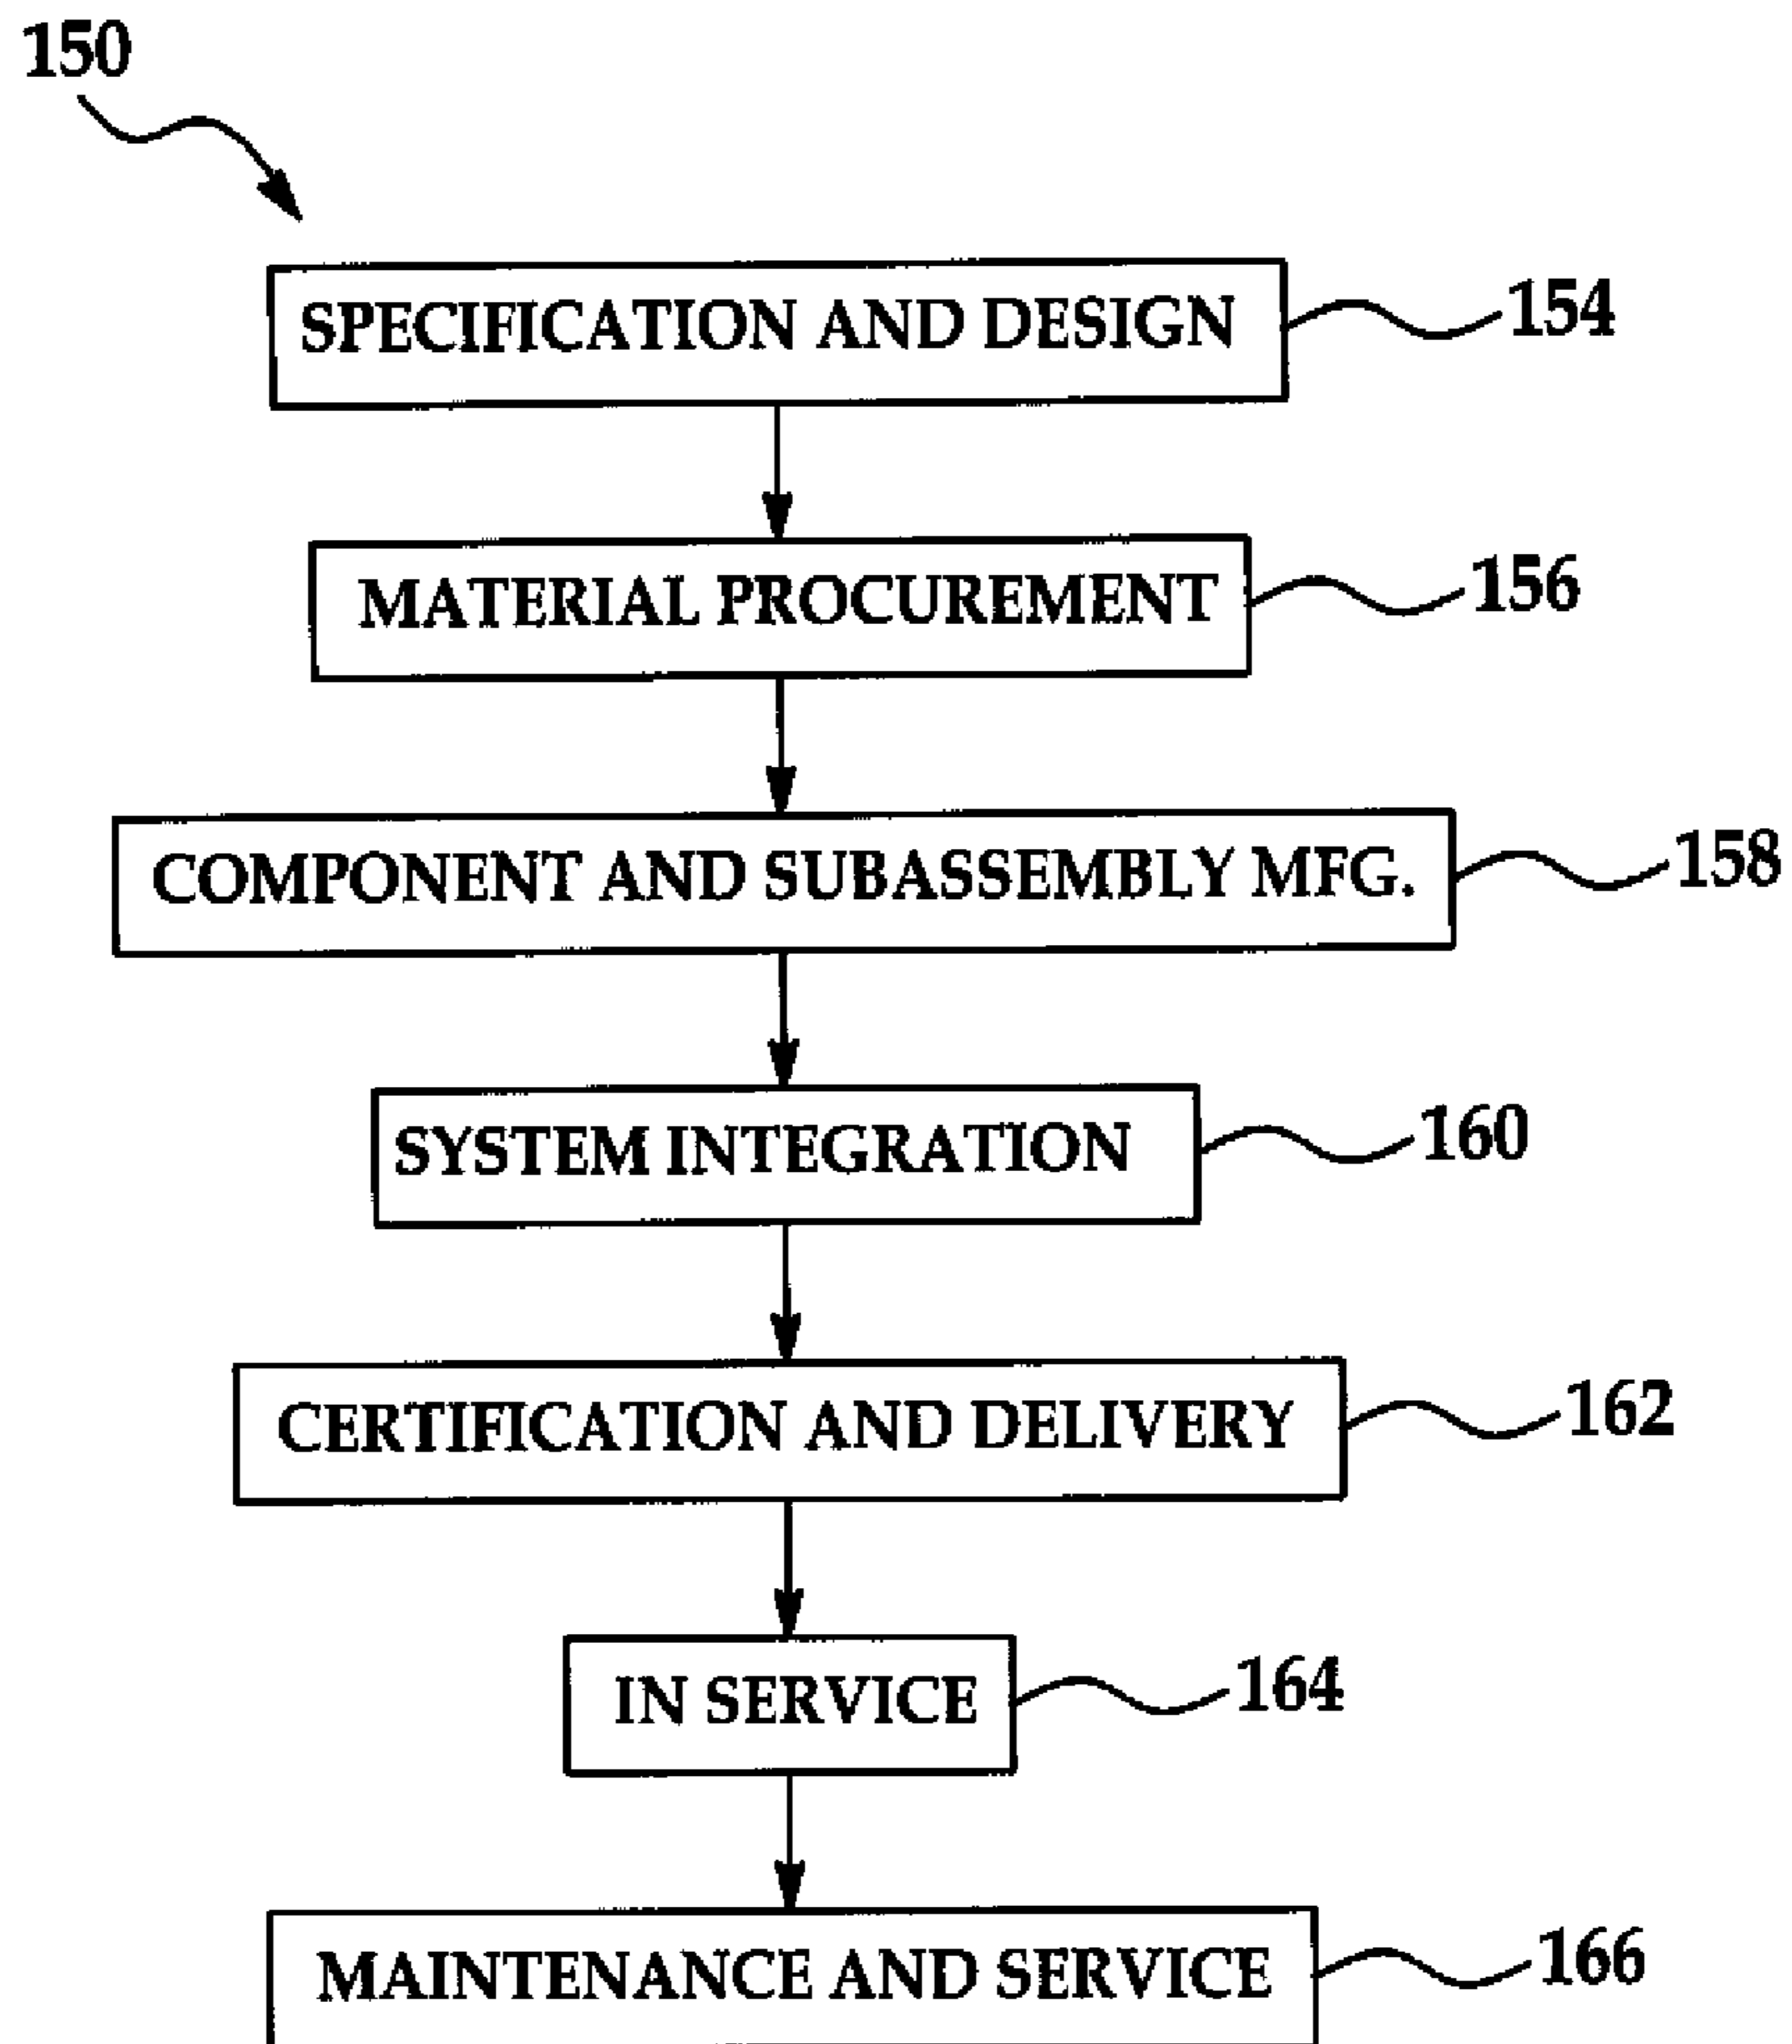 150
SPECIFICATION AND DESIGN
154
MATERIAL PROCUREMENT
156
COMPONENT AND SUBASSEMBLY MFG.
158
SYSTEM INTEGRATION
160
CERTIFICATION AND DELIVERY
162
IN SERVICE
164
MAINTENANCE AND SERVICE
166